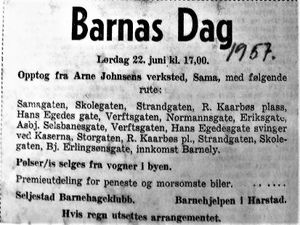 Barnas Dag
1957.
Lørdag 22. juni kl. 17,00.
Opptog fra Arne Johnsens verksted, Sama, med følgende
rute:
Samagaten, Skolegaten, Strandgaten, R. Kaarbøs plass,
Hans Egedes gate, Verftsgaten, Normannsgate, Eriksgate,
Asbj. Selsbanesgate, Verftsgaten, Hans Egedesgate svinger
ved Kaserna, Storgaten, R. Kaarbøs pl., Strandgaten, Skole-
gaten, Bj. Erlingsøngaten, innkomst Barnely.
Pølser/is selges fra vogner i byen.
Premieutdeling for peneste og morsomste biler. . . . . . .
Seljestad Barnehageklubb. Barnehjelpen i Harstad.
Hvis regn utsettes arrangementet.